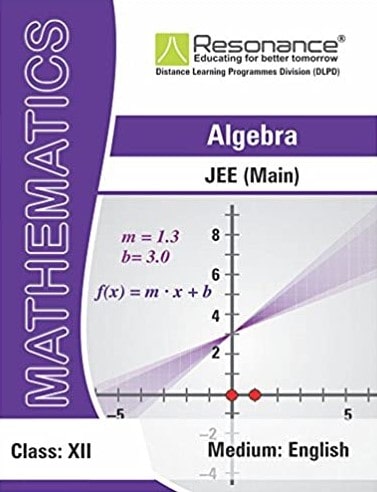 MATHEMATICS
Resonance®
Educating for better tomorrow
Distance Learning Programmes Division (DLPD)
Algebra
JEE (Main)
m = 1.3
b= 3.0
f(x) = m · x + b
8
6
4
2
-5
5
-2
-4
Class: XII
Medium: English